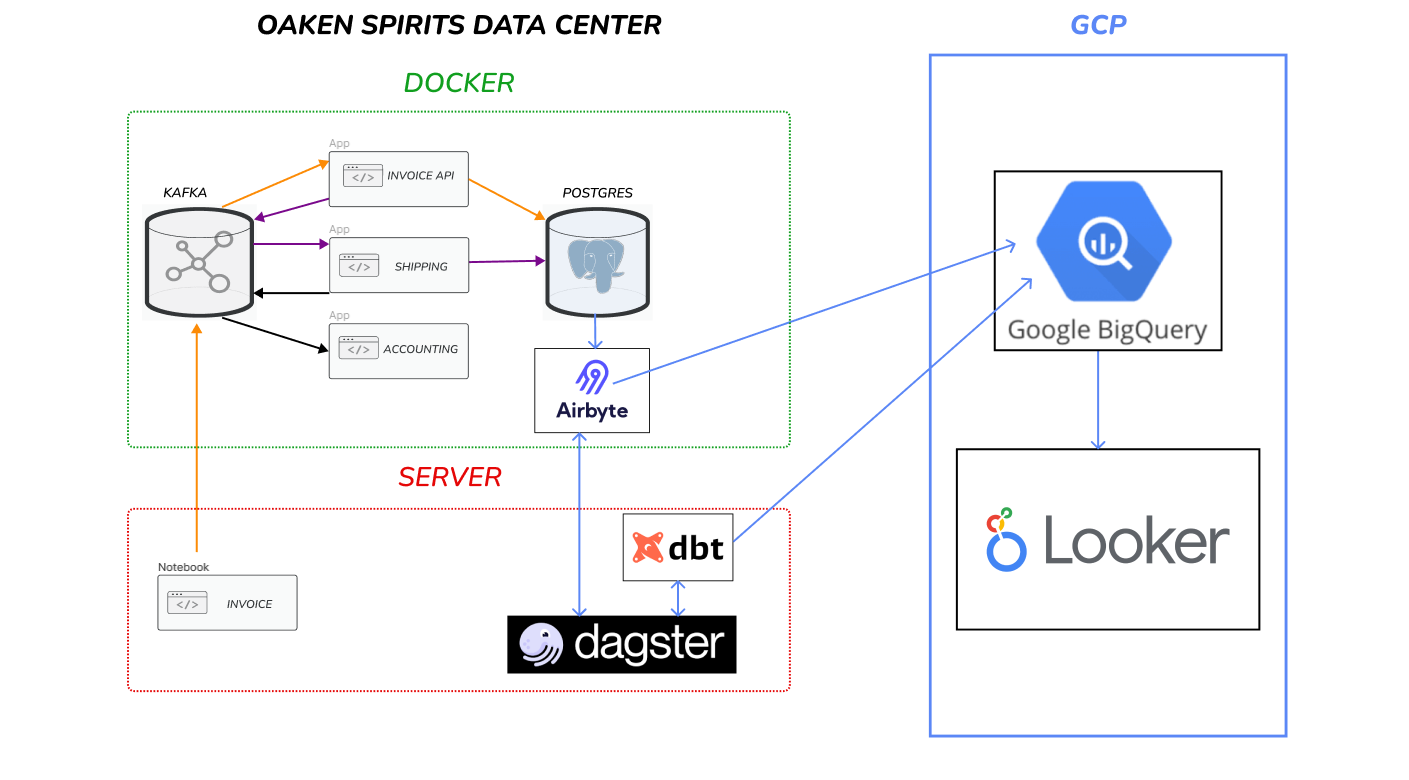 OAKEN SPIRITS DATA CENTER
GCP
DOCKER
App
INVOICE API
KAFKA
POSTGRES
App
</>
SHIPPING
App
</>
ACCOUNTING
</>
Airbyte
Google BigQuery
SERVER
dbt
Notebook
</>
INVOICE
dagster
Looker